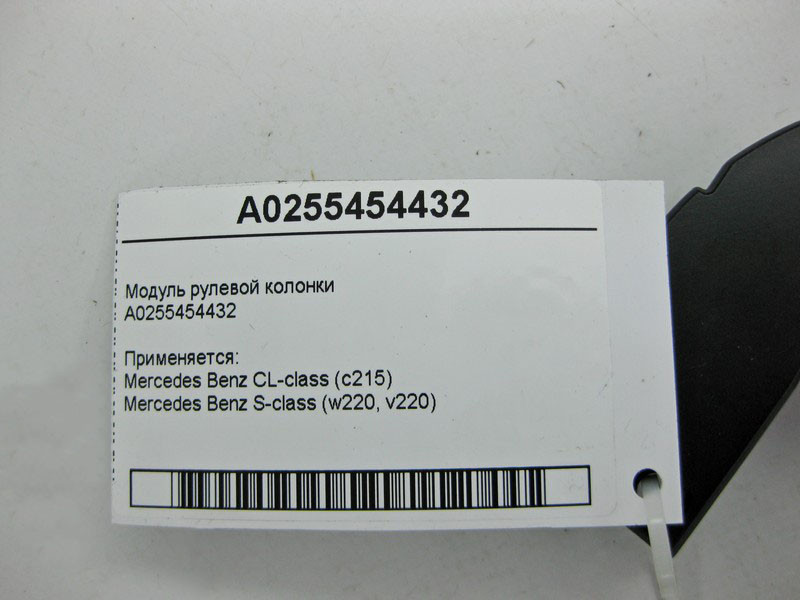 A0255454432
Модуль рулевой колонки
A0255454432
Применяется:
Mercedes Benz CL-class (c215)
Mercedes Benz S-class (w220, v220)